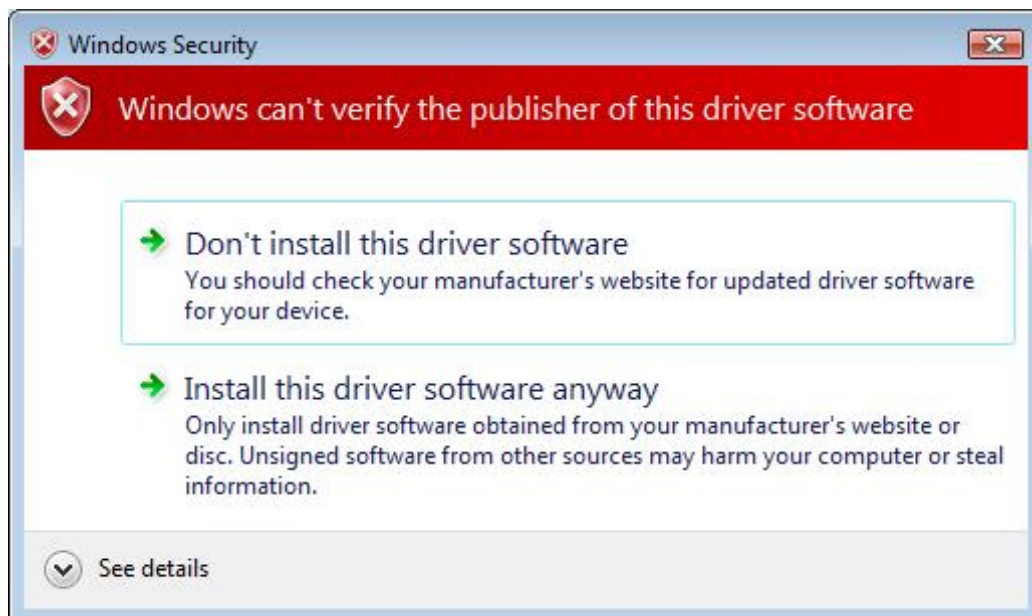 Windows Security
Windows can't verify the publisher of this driver software
Don't install this driver software
You should check your manufacturer's website for updated driver software
for your device.
Install this driver software anyway
Only install driver software obtained from your manufacturer's website or
disc. Unsigned software from other sources may harm your computer or steal
information.
See details